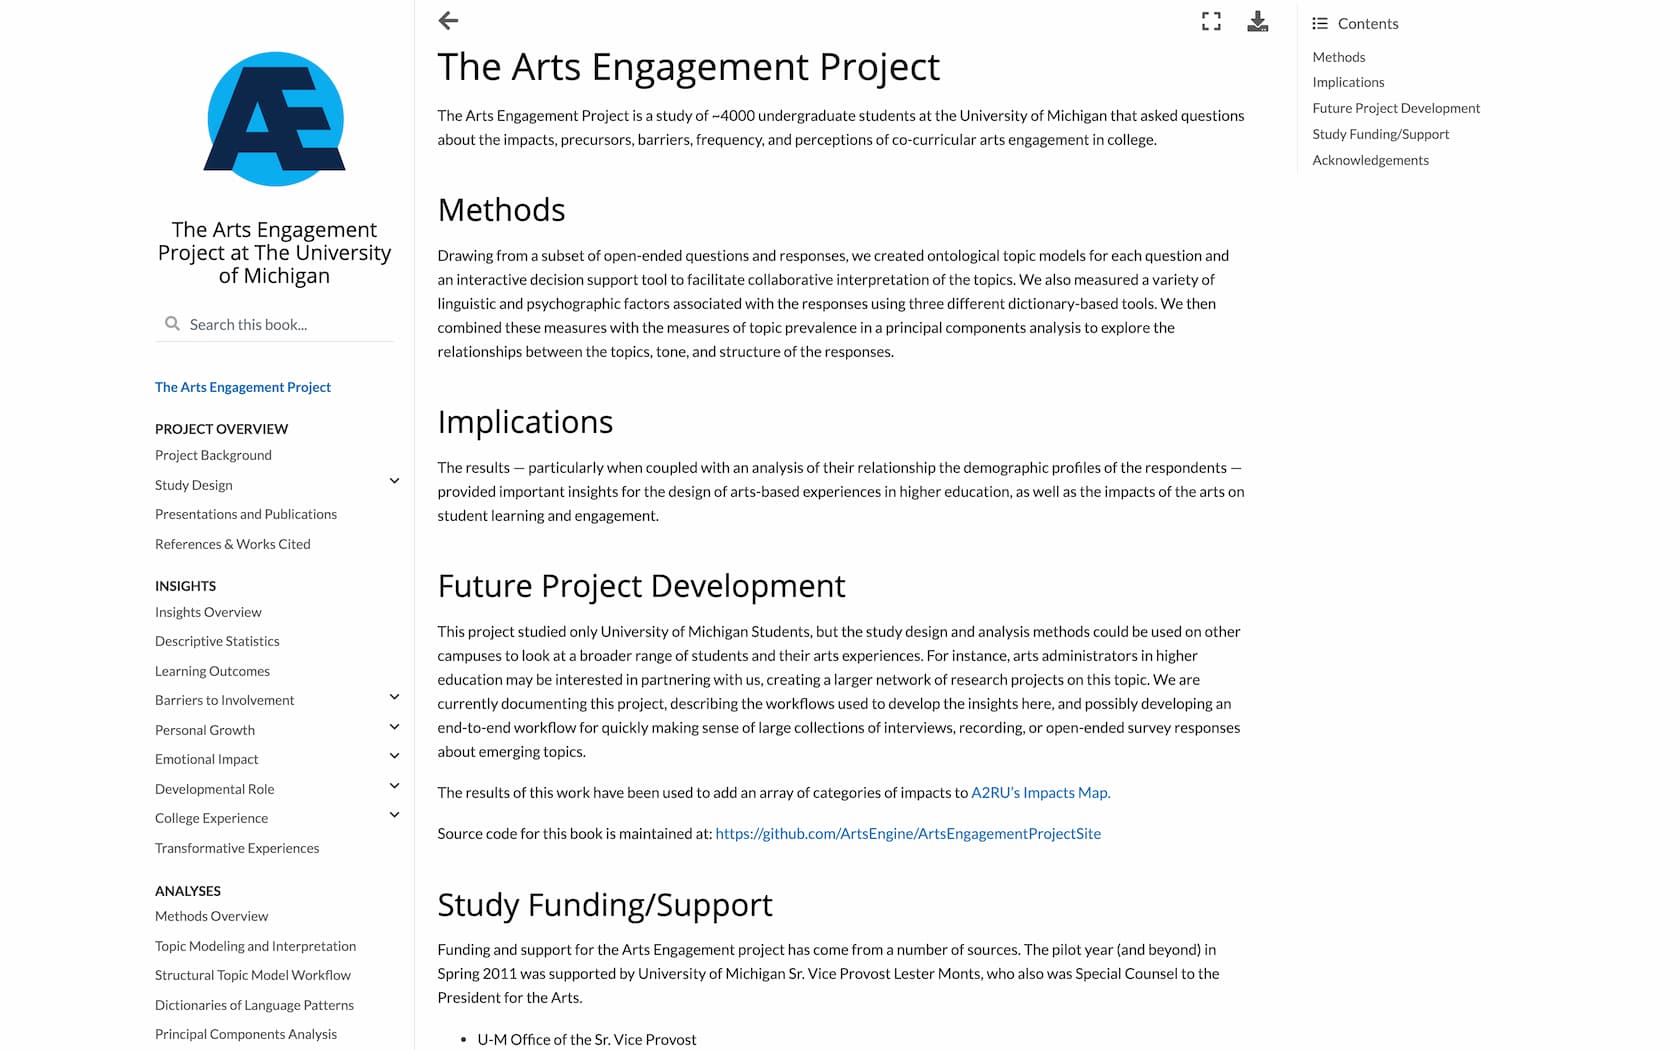 Æ
The Arts Engagement
Project at The University
of Michigan
Search this book...
The Arts Engagement Project
PROJECT OVERVIEW
Project Background
Study Design
Presentations and Publications
References & Works Cited
INSIGHTS
Insights Overview
Descriptive Statistics
Learning Outcomes
Barriers to Involvement
Personal Growth
Emotional Impact
Developmental Role
College Experience
Transformative Experiences
ANALYSES
Methods Overview
Topic Modeling and Interpretation
Structural Topic Model Workflow
Dictionaries of Language Patterns
Principal Components Analysis
The Arts Engagement Project
The Arts Engagement Project is a study of ~4000 undergraduate students at the University of Michigan that asked questions
about the impacts, precursors, barriers, frequency, and perceptions of co-curricular arts engagement in college.
Methods
Drawing from a subset of open-ended questions and responses, we created ontological topic models for each question and
an interactive decision support tool to facilitate collaborative interpretation of the topics. We also measured a variety of
linguistic and psychographic factors associated with the responses using three different dictionary-based tools. We then
combined these measures with the measures of topic prevalence in a principal components analysis to explore the
relationships between the topics, tone, and structure of the responses.
Implications
The results — particularly when coupled with an analysis of their relationship the demographic profiles of the respondents —
provided important insights for the design of arts-based experiences in higher education, as well as the impacts of the arts on
student learning and engagement.
Future Project Development
This project studied only University of Michigan Students, but the study design and analysis methods could be used on other
campuses to look at a broader range of students and their arts experiences. For instance, arts administrators in higher
education may be interested in partnering with us, creating a larger network of research projects on this topic. We are
currently documenting this project, describing the workflows used to develop the insights here, and possibly developing an
end-to-end workflow for quickly making sense of large collections of interviews, recording, or open-ended survey responses
about emerging topics.
The results of this work have been used to add an array of categories of impacts to A2RU's Impacts Map.
Source code for this book is maintained at: https://github.com/ArtsEngine/ArtsEngagementProjectSite
Study Funding/Support
Funding and support for the Arts Engagement project has come from a number of sources. The pilot year (and beyond) in
Spring 2011 was supported by University of Michigan Sr. Vice Provost Lester Monts, who also was Special Counsel to the
President for the Arts.
• U-M Office of the Sr. Vice Provost
Contents
Methods
Implications
Future Project Development
Study Funding/Support
Acknowledgements